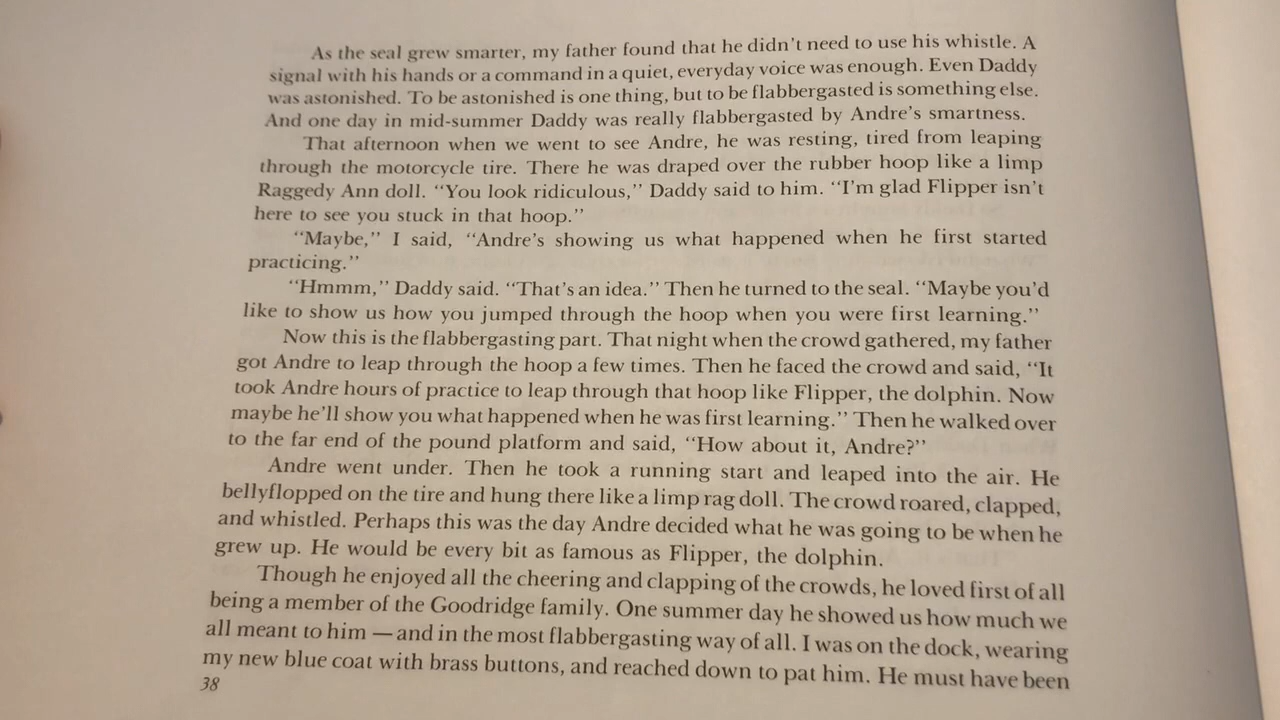 As the seal grew smarter, my father found that he didn't need to use his whistle. A
signal with his hands or a command in a quiet, everyday voice was enough. Even Daddy
was astonished. To be astonished is one thing, but to be flabbergasted is something else.
And one day in mid-summer Daddy was really flabbergasted by Andre's smartness.
That afternoon when we went to see Andre, he was resting, tired from leaping
through the motorcycle tire. There he was draped over the rubber hoop like a limp
Raggedy Ann doll. "You look ridiculous," Daddy said to him. "I'm glad Flipper isn't
here to see you stuck in that hoop."
"Maybe," I said, "Andre's showing us what happened when he first started
practicing."
"Hmmm," Daddy said. "That's an idea." Then he turned to the seal. "Maybe you'd
like to show us how you jumped through the hoop when you were first learning."
Now this is the flabbergasting part. That night when the crowd gathered, my father
got Andre to leap through the hoop a few times. Then he faced the crowd and said, "It
took Andre hours of practice to leap through that hoop like Flipper, the dolphin. Now
maybe he'll show you what happened when he was first learning." Then he walked over
to the far end of the pound platform and said, "How about it, Andre?"
Andre went under. Then he took a running start and leaped into the air. He
bellyflopped on the tire and hung there like a limp rag doll. The crowd roared, clapped,
and whistled. Perhaps this was the day Andre decided what he was going to be when he
grew up. He would be every bit as famous as Flipper, the dolphin.
Though he enjoyed all the cheering and clapping of the crowds, he loved first of all
being a member of the Goodridge family. One summer day he showed us how much we
all meant to him — and in the most flabbergasting way of all. I was on the dock, wearing
my new blue coat with brass buttons, and reached down to pat him. He must have been
38